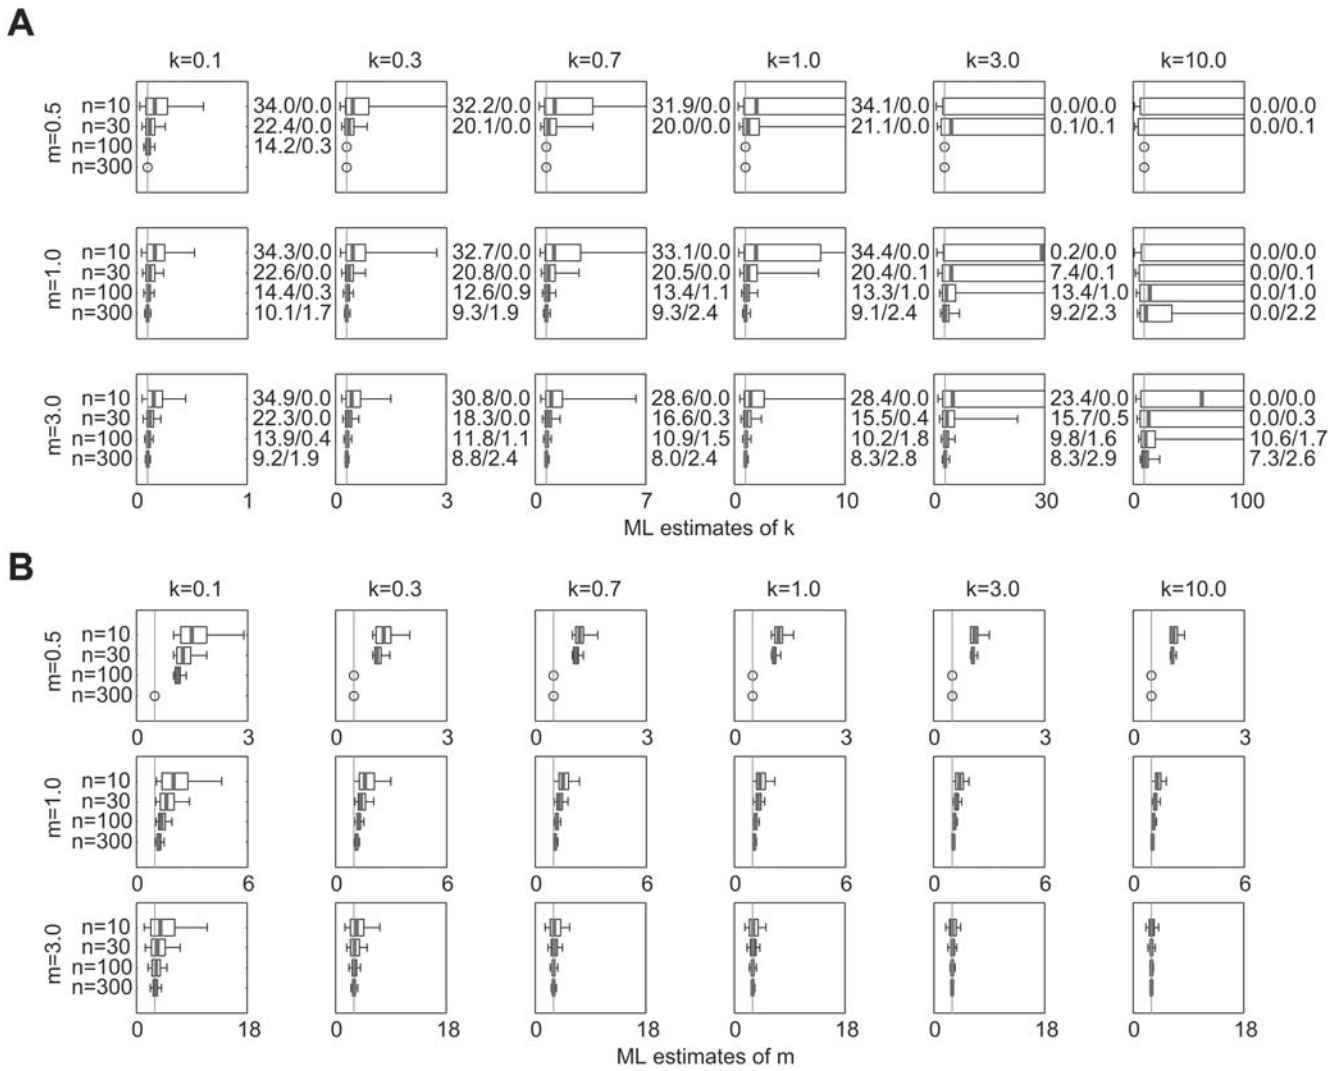 A
k=0.1 k=0.3 k=0.7 k=1.0 k=3.0 k=10.0
m=0.5
n=10 34.0/0.0 32.2/0.0 31.9/0.0 34.1/0.0 0.0/0.0 0.0/0.0
n=30 22.4/0.0 20.1/0.0 20.0/0.0 21.1/0.0 0.1/0.1 0.0/0.1
n=100 14.2/0.3
n=300
m=1.0
n=10 34.3/0.0 32.7/0.0 33.1/0.0 34.4/0.0 0.2/0.0 0.0/0.0
n=30 22.6/0.0 20.8/0.0 20.5/0.0 20.4/0.1 7.4/0.1 0.0/0.1
n=100 14.4/0.3 12.6/0.9 13.4/1.1 13.3/1.0 13.4/1.0 0.0/1.0
n=300 10.1/1.7 9.3/1.9 9.3/2.4 9.1/2.4 9.2/2.3 0.0/2.2
m=3.0
n=10 34.9/0.0 30.8/0.0 28.6/0.0 28.4/0.0 23.4/0.0 0.0/0.0
n=30 22.3/0.0 18.3/0.0 16.6/0.3 15.5/0.4 15.7/0.5 0.0/0.3
n=100 13.9/0.4 11.8/1.1 10.9/1.5 10.2/1.8 9.8/1.6 10.6/1.7
n=300 9.2/1.9 8.8/2.4 8.0/2.4 8.3/2.8 8.3/2.9 7.3/2.6
0 1 0 3 0 7 0 10 0 30 0 100
ML estimates of k
B
k=0.1 k=0.3 k=0.7 k=1.0 k=3.0 k=10.0
m=0.5
n=10
n=30
n=100
n=300
0 3 0 3 0 3 0 3 0 3 0 3
m=1.0
n=10
n=30
n=100
n=300
0 6 0 6 0 6 0 6 0 6 0 6
m=3.0
n=10
n=30
n=100
n=300
0 18 0 18 0 18 0 18 0 18 0 18
ML estimates of m